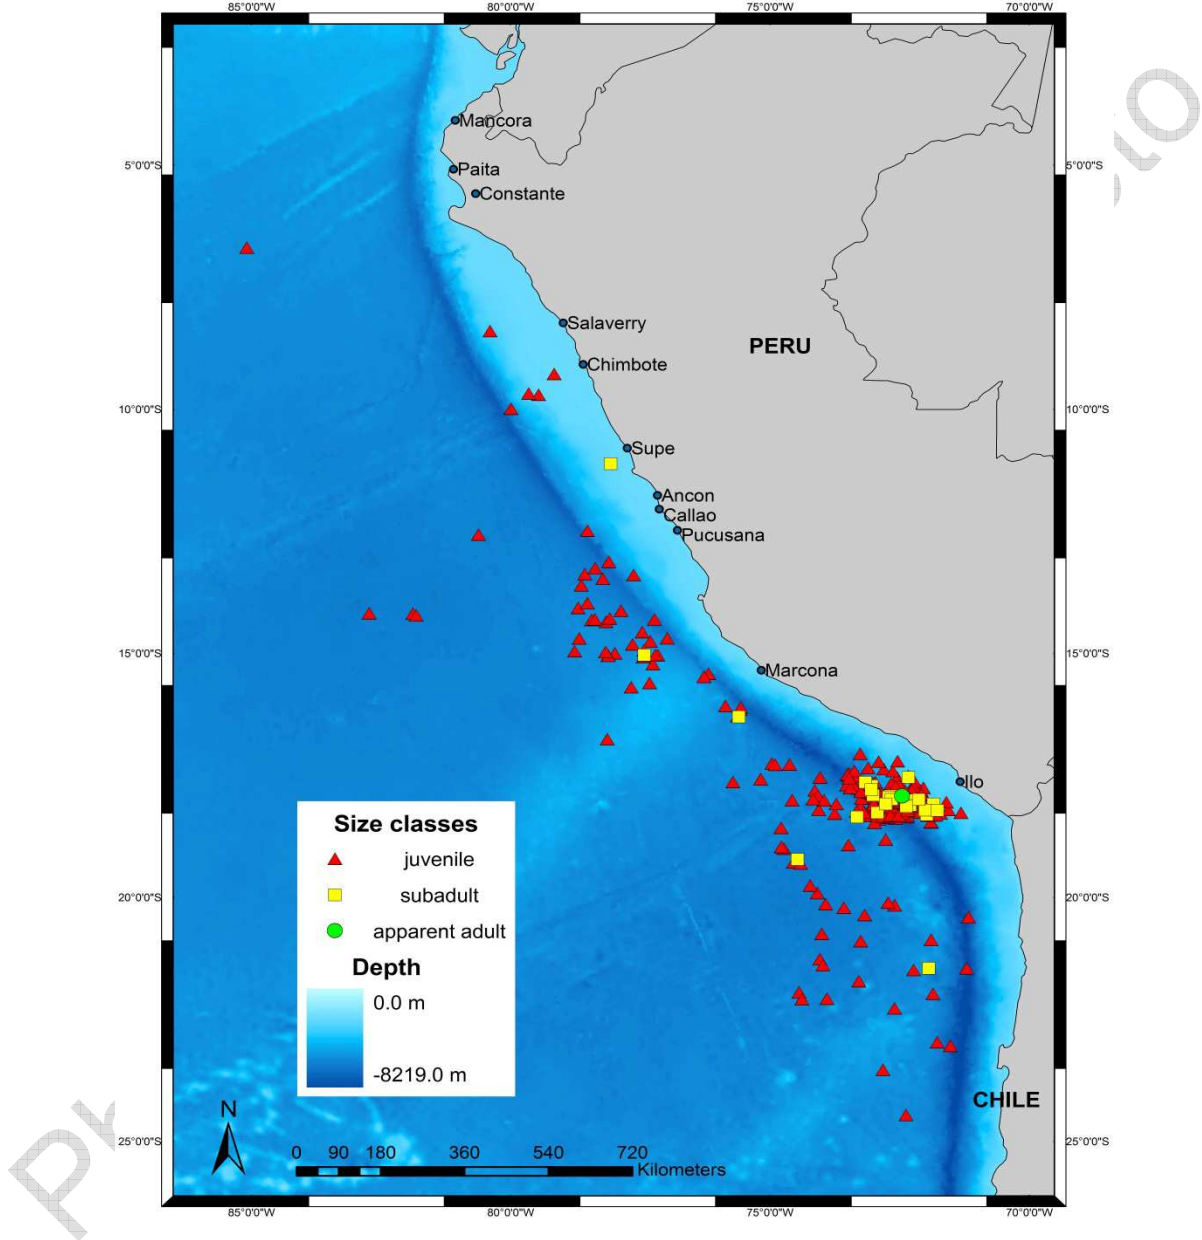 85°0'0"W 80°0'0"W 75°0'0"W 70°0'0"W
Mancora
5°0'0"S 5°0'0"S
Paita
Constante
Salaverry
PERU
Chimbote
10°0'0"S 10°0'0"S
Supe
Ancon
Callao
Pucusana
15°0'0"S 15°0'0"S
Marcona
Ilo
Size classes
juvenile
subadult
20°0'0"S 20°0'0"S
apparent adult
Depth
0.0 m
-8219.0 m
CHILE
N
25°0'0"S 25°0'0"S
0 90 180 360 540 720
Kilometers
85°0'0"W 80°0'0"W 75°0'0"W 70°0'0"W